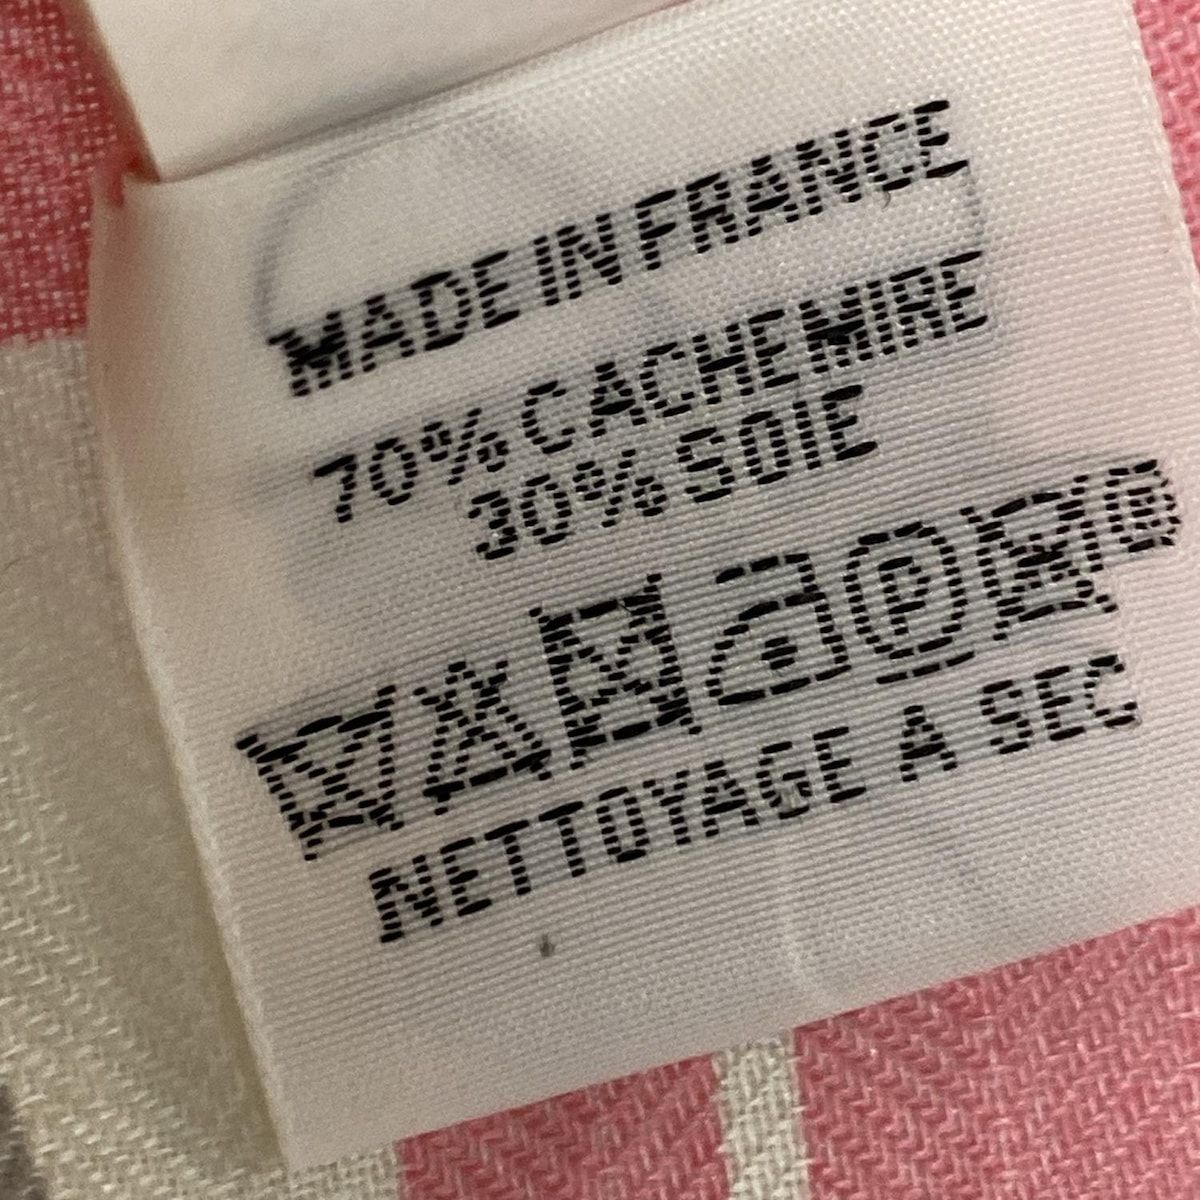 MADE IN FRANCE
70% CACHEMIRE
30% SOIE
P ®
NETTOYAGE A SEC